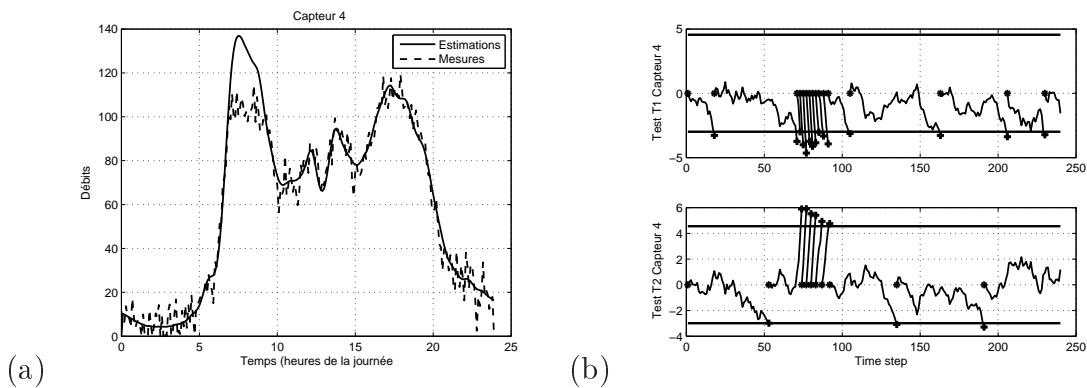 Capteur 4
140
120
100
80
60
40
20
0
Débits
Estimations
Mesures
0 5 10 15 20 25
Temps (heures de la journée
(a)
5
0
−5
Test T1 Capteur 4
0 50 100 150 200 250
6
4
2
0
−2
−4
Test T2 Capteur 4
0 50 100 150 200 250
Time step
(b)